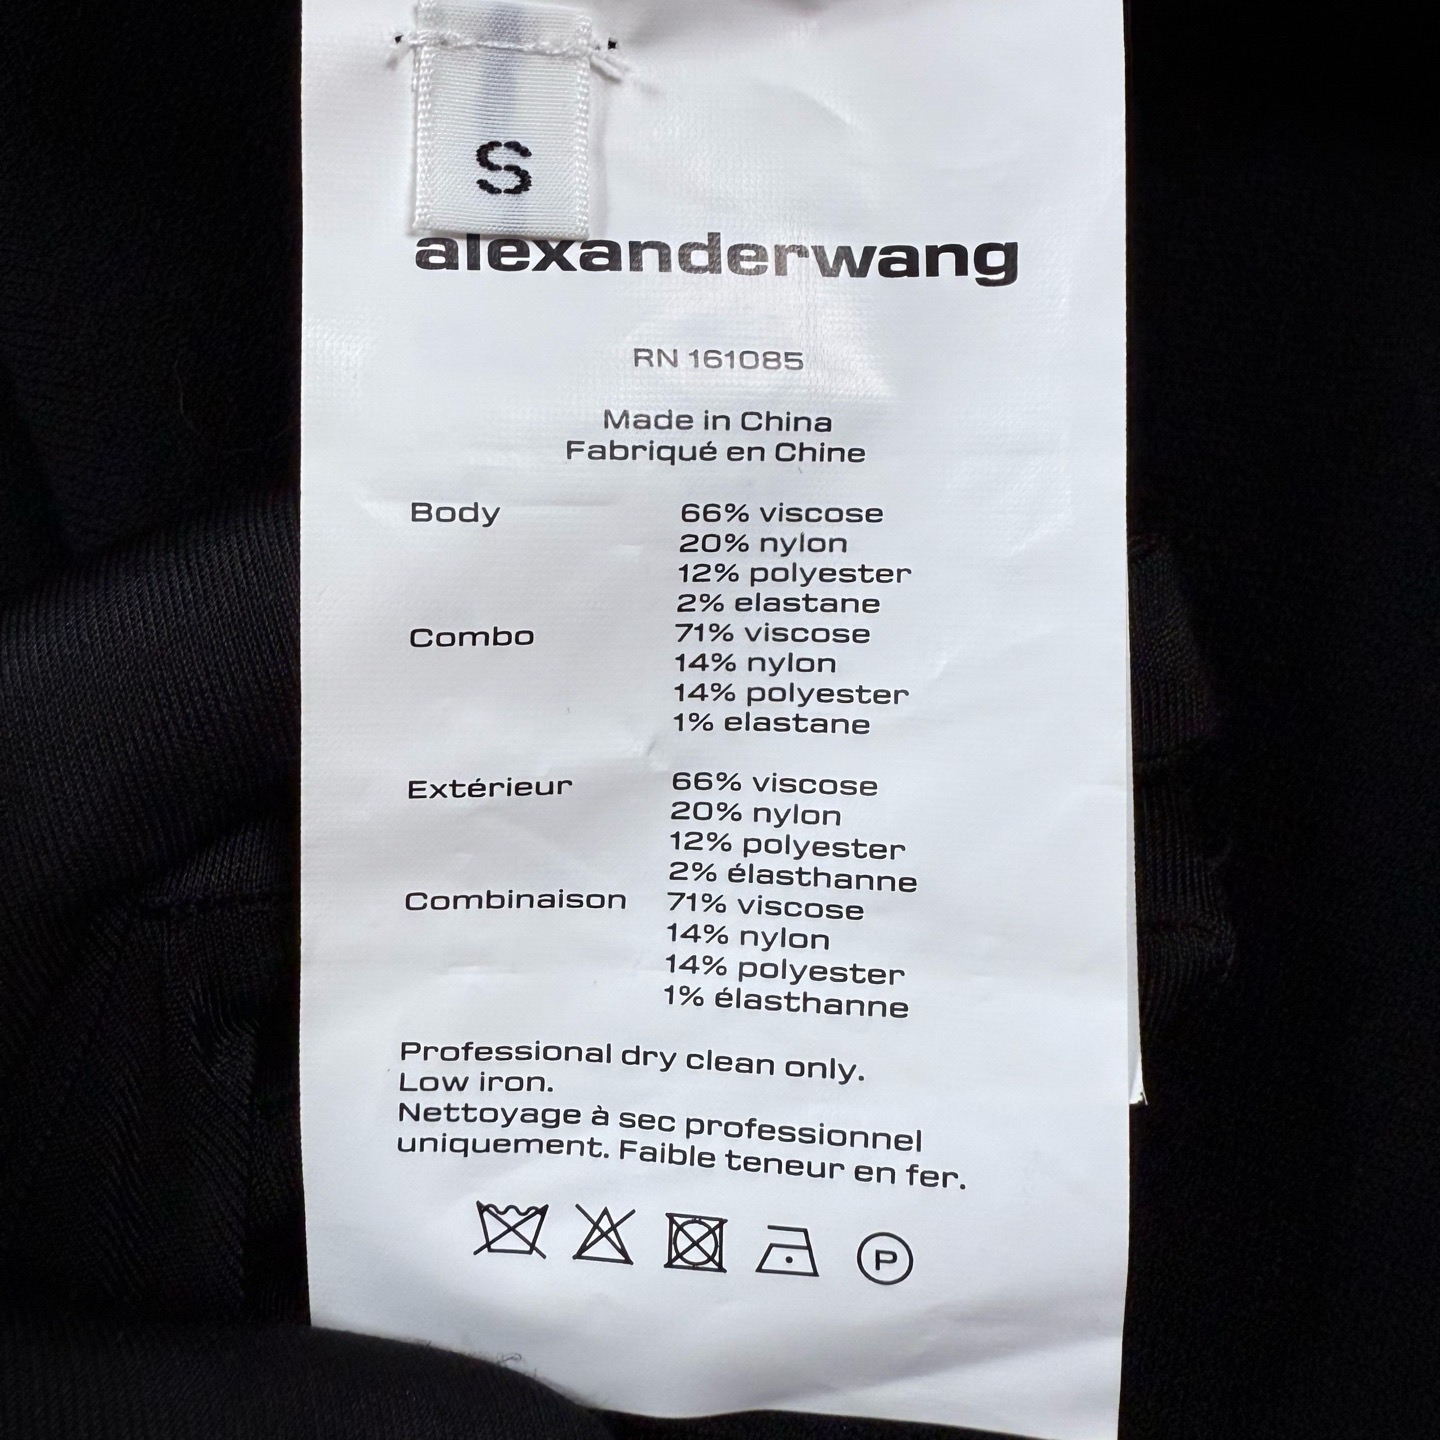 S
alexanderwang
RN 161085
Made in China
Fabriqué en Chine
Body 66% viscose
20% nylon
12% polyester
2% elastane
Combo 71% viscose
14% nylon
14% polyester
1% elastane
Extérieur 66% viscose
20% nylon
12% polyester
2% élasthanne
Combinaison 71% viscose
14% nylon
14% polyester
1% élasthanne
Professional dry clean only.
Low iron.
Nettoyage à sec professionnel
uniquement. Faible teneur en fer.
P